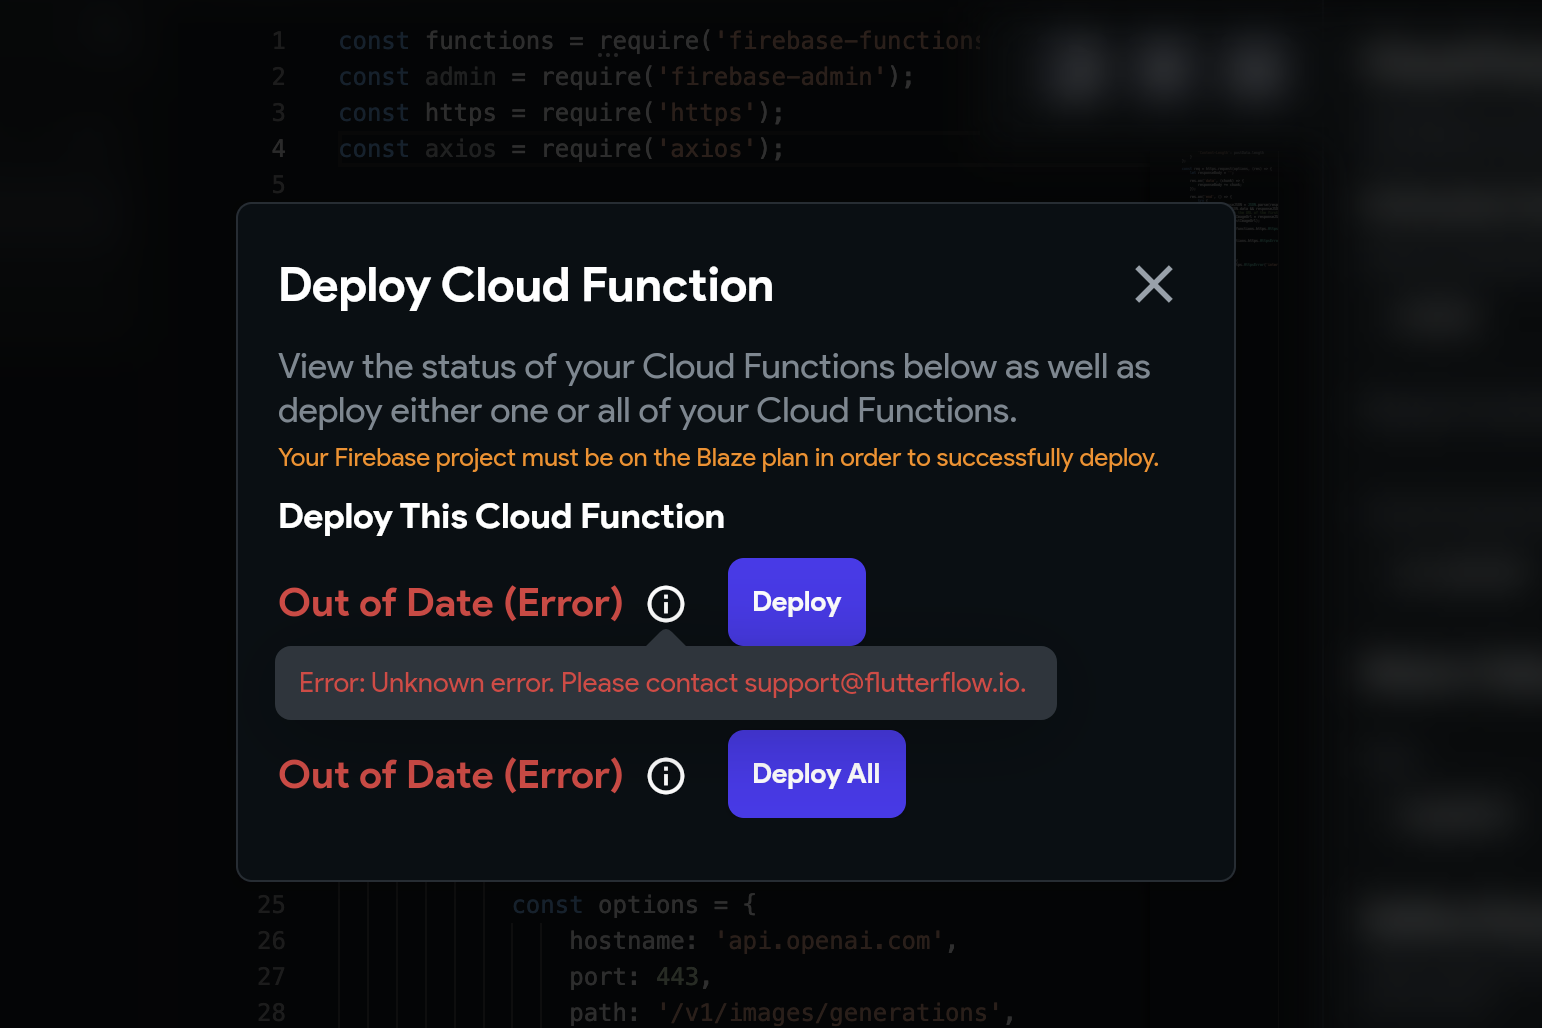 1 const functions = require('firebase-functions
2 const admin = require('firebase-admin');
3 const https = require('https');
4 const axios = require('axios');
5
Deploy Cloud Function
View the status of your Cloud Functions below as well as
deploy either one or all of your Cloud Functions.
Your Firebase project must be on the Blaze plan in order to successfully deploy.
Deploy This Cloud Function
Out of Date (Error) Deploy
Error: Unknown error. Please contact support@flutterflow.io.
Out of Date (Error) Deploy All
25 const options = {
26 hostname: 'api.openai.com',
27 port: 443,
28 path: '/v1/images/generations',